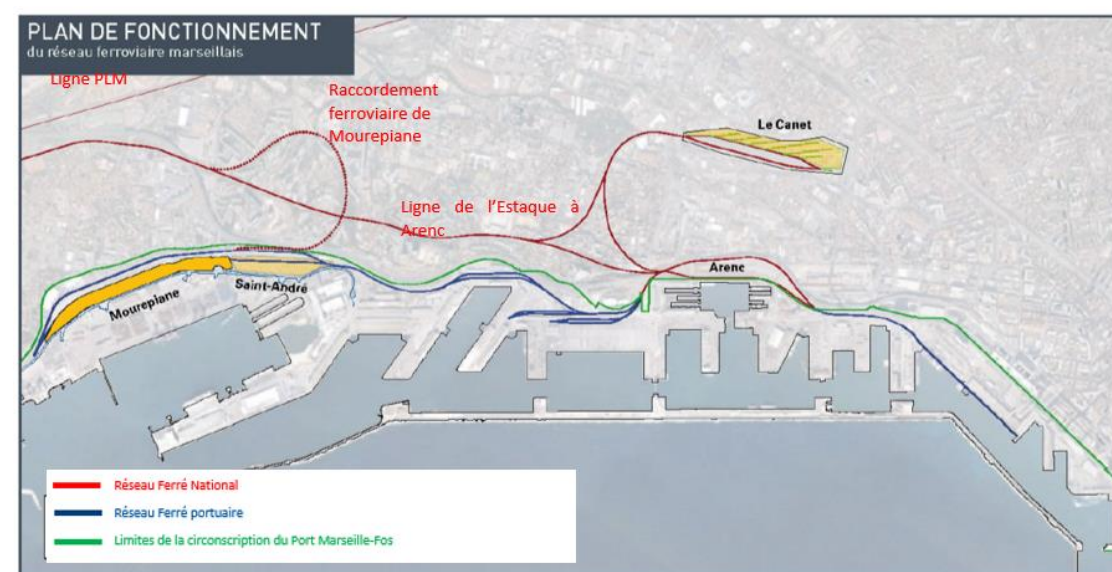 PLAN DE FONCTIONNEMENT
du réseau ferroviaire marseillais
Ligne PLM
Raccordement
ferroviaire de
Mourepiane
Le Canet
Ligne de l'Estaque à
Arenc
Arenc
Saint-André
Mourepiane
Réseau Ferré National
Réseau Ferré portuaire
Limites de la circonscription du Port Marseille-Fos